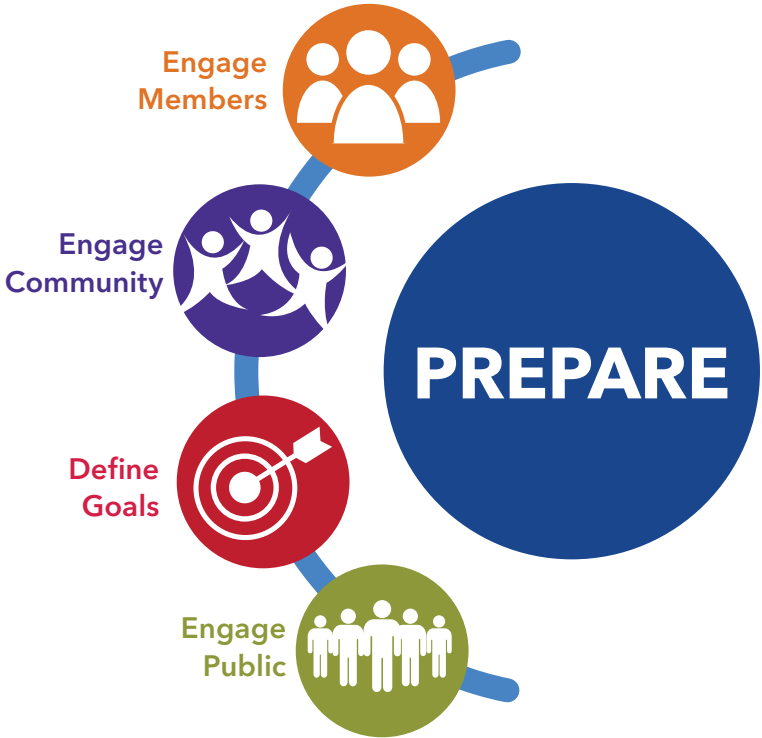 Engage
Members
Engage
Community
PREPARE
Define
Goals
Engage
Public